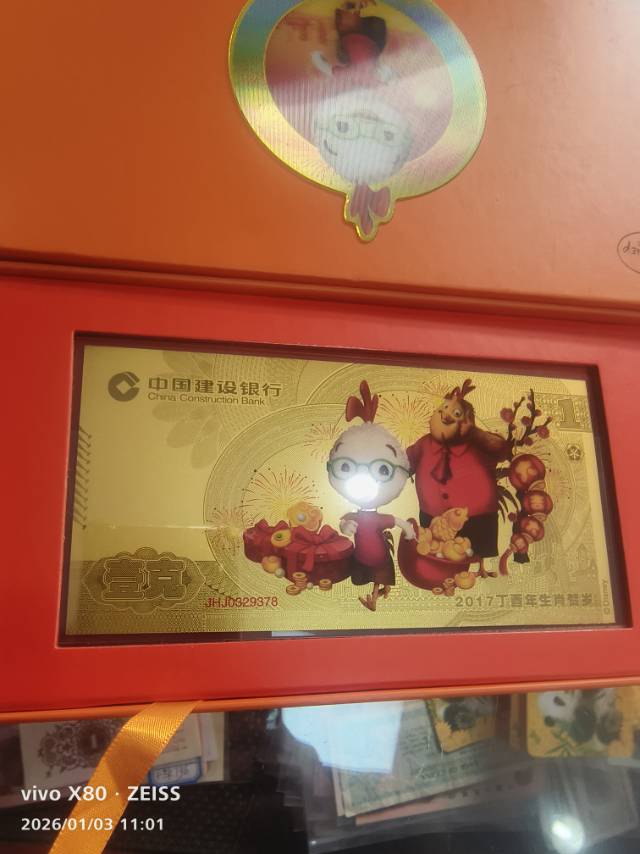 中国建设银行
China Construction Bank
1
壹克
JHJ0329378
2017丁酉年生肖贺岁
©Disney
vivo X80 · ZEISS
2026/01/03 11:01